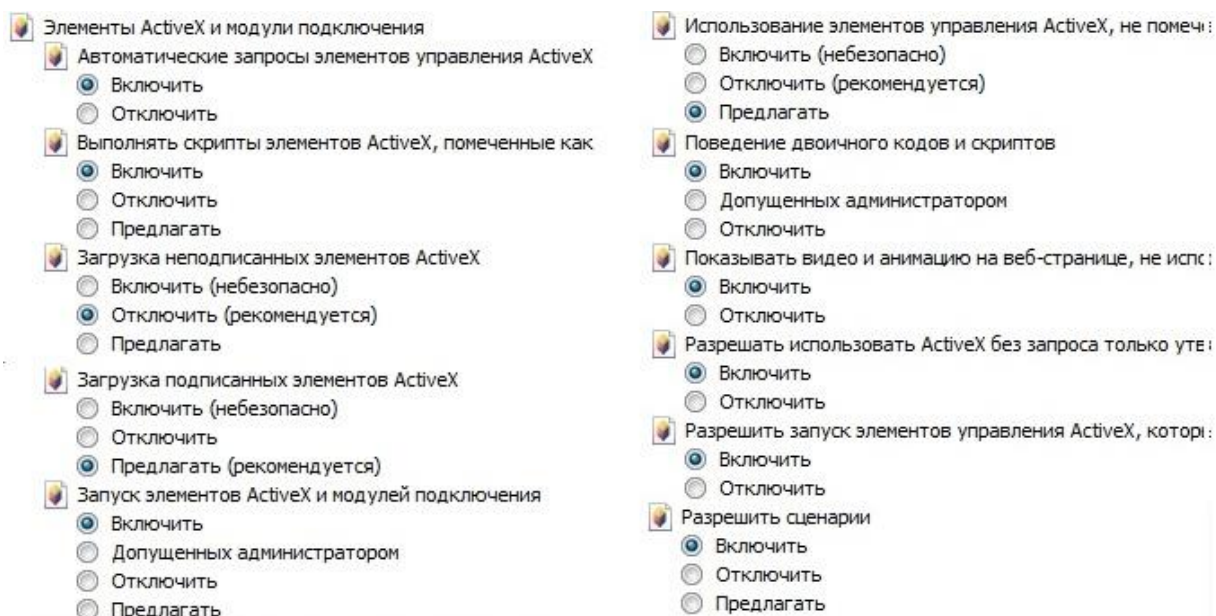 Элементы ActiveX и модули подключения
Автоматические запросы элементов управления ActiveX
Включить
Отключить
Выполнять скрипты элементов ActiveX, помеченные как
Включить
Отключить
Предлагать
Загрузка неподписанных элементов ActiveX
Включить (небезопасно)
Отключить (рекомендуется)
Предлагать
Загрузка подписанных элементов ActiveX
Включить (небезопасно)
Отключить
Предлагать (рекомендуется)
Запуск элементов ActiveX и модулей подключения
Включить
Допущенных администратором
Отключить
Предлагать
Использование элементов управления ActiveX, не
Включить (небезопасно)
Отключить (рекомендуется)
Предлагать
Поведение двоичного кодов и скриптов
Включить
Допущенных администратором
Отключить
Показывать видео и анимацию на веб-странице, не
Включить
Отключить
Разрешать использовать ActiveX без запроса только
Включить
Отключить
Разрешить запуск элементов управления ActiveX,
Включить
Отключить
Разрешить сценарии
Включить
Отключить
Предлагать